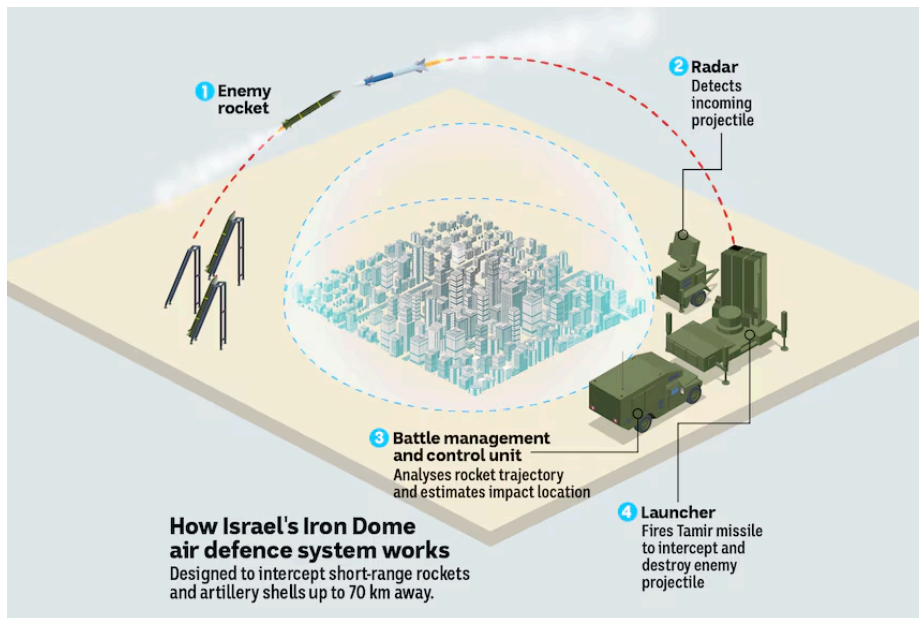 1 Enemy
rocket
2 Radar
Detects
incoming
projectile
3 Battle management
and control unit
Analyses rocket trajectory
and estimates impact location
4 Launcher
Fires Tamir missile
to intercept and
destroy enemy
projectile
How Israel's Iron Dome
air defence system works
Designed to intercept short-range rockets
and artillery shells up to 70 km away.